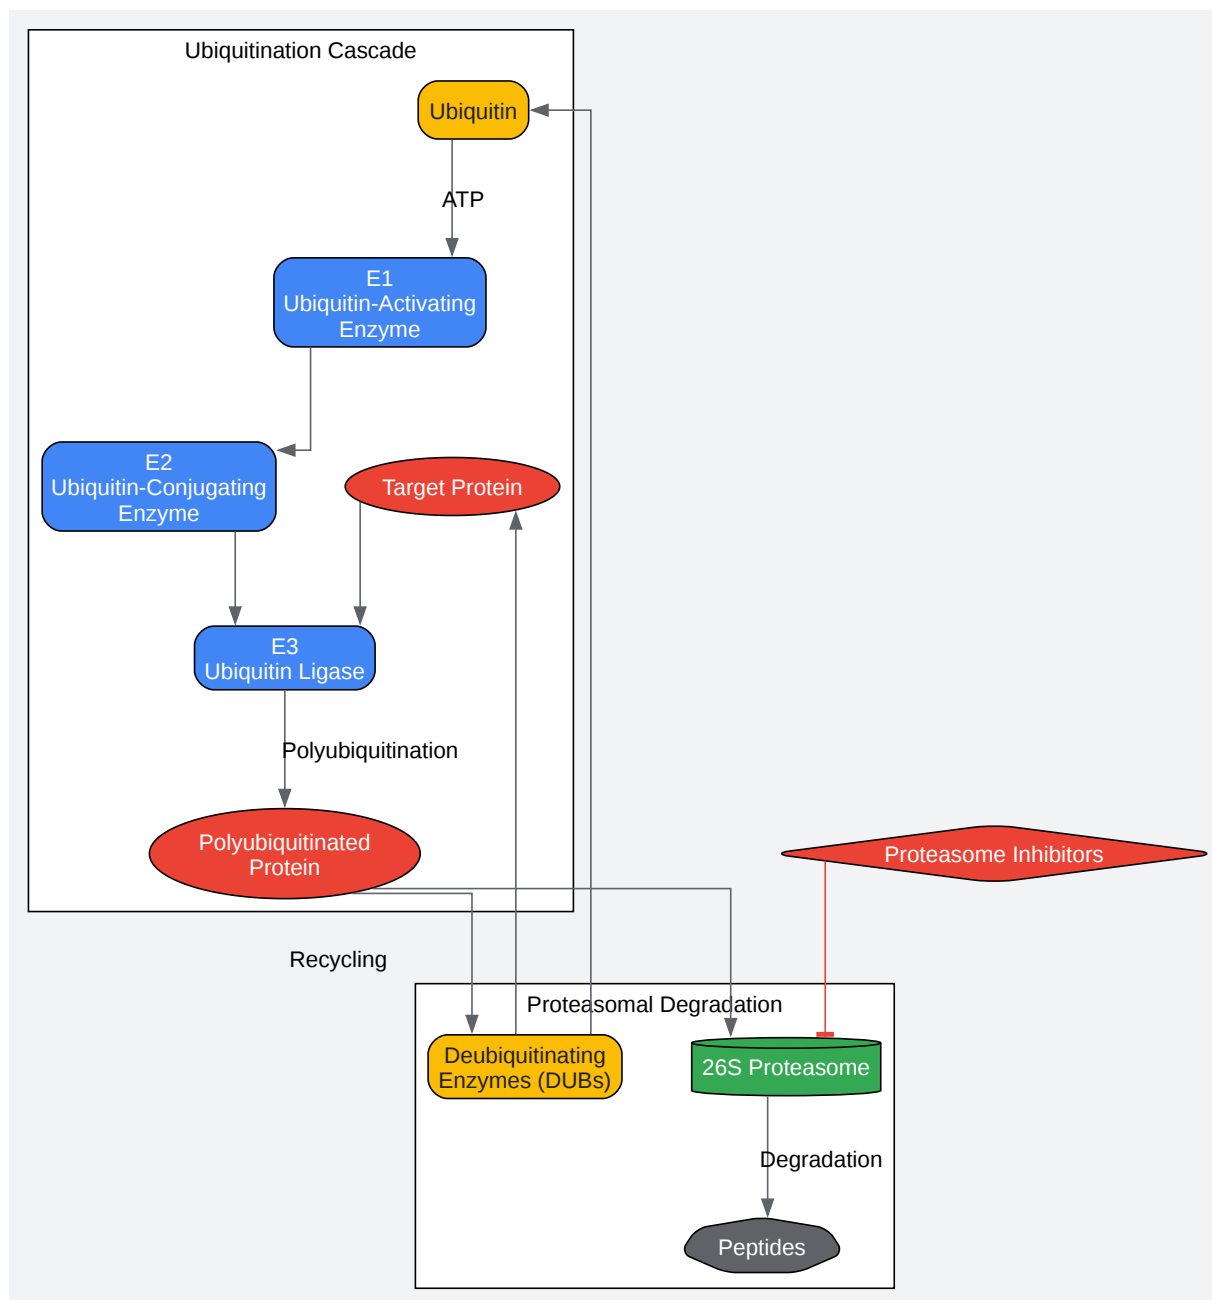 Ubiquitination Cascade
Ubiquitin
ATP
E1
Ubiquitin-Activating
Enzyme
E2
Ubiquitin-Conjugating
Enzyme
Target Protein
E3
Ubiquitin Ligase
Polyubiquitination
Polyubiquitinated
Protein
Proteasome Inhibitors
Recycling
Proteasomal Degradation
Deubiquitinating
Enzymes (DUBs)
26S Proteasome
Degradation
Peptides